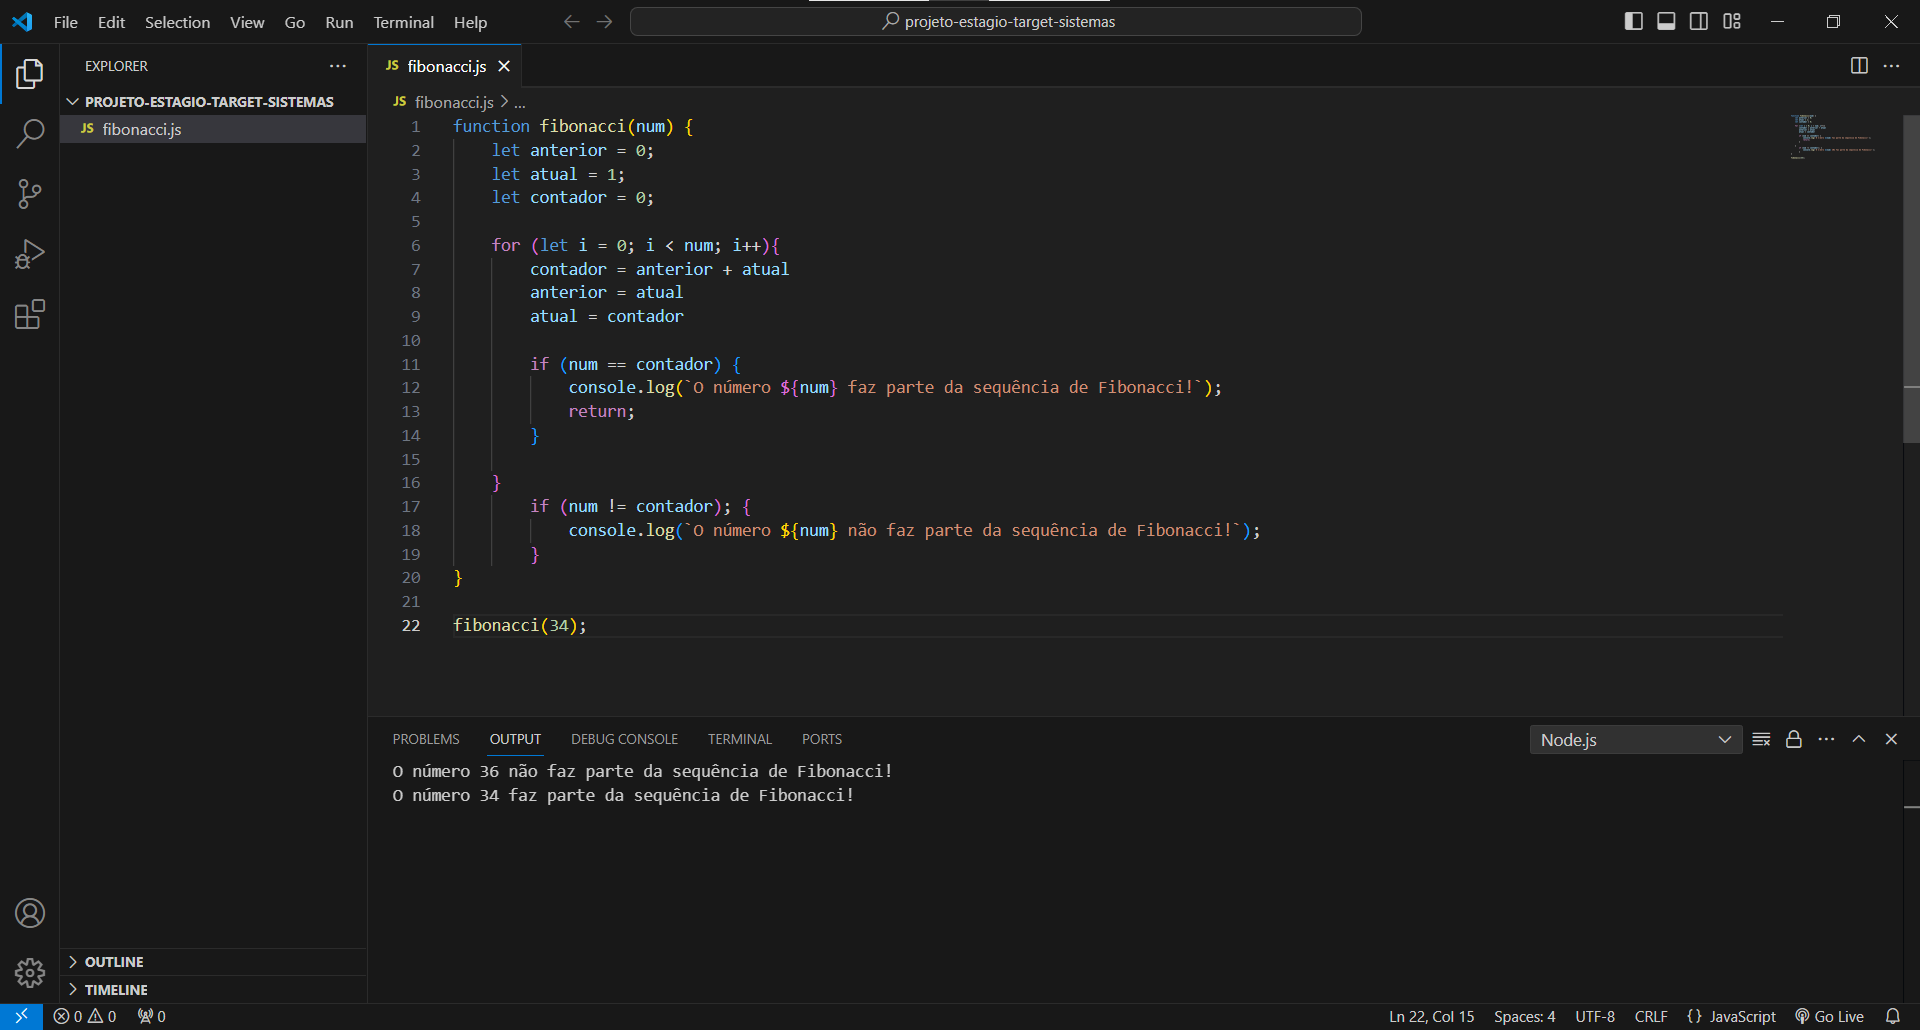 File Edit Selection View Go Run Terminal Help
projeto-estagio-target-sistemas
EXPLORER
PROJETO-ESTAGIO-TARGET-SISTEMAS
JS fibonacci.js
OUTLINE
TIMELINE
JS fibonacci.js
JS fibonacci.js > ...
1 function fibonacci(num) {
2 let anterior = 0;
3 let atual = 1;
4 let contador = 0;
5
6 for (let i = 0; i < num; i++){
7 contador = anterior + atual
8 anterior = atual
9 atual = contador
10
11 if (num == contador) {
12 console.log(`O número ${num} faz parte da sequência de Fibonacci!`);
13 return;
14 }
15
16 }
17 if (num != contador); {
18 console.log(`O número ${num} não faz parte da sequência de Fibonacci!`);
19 }
20 }
21
22 fibonacci(34);
PROBLEMS OUTPUT DEBUG CONSOLE TERMINAL PORTS
Node.js
O número 36 não faz parte da sequência de Fibonacci!
O número 34 faz parte da sequência de Fibonacci!
0 0 0
Ln 22, Col 15 Spaces: 4 UTF-8 CRLF {} JavaScript Go Live